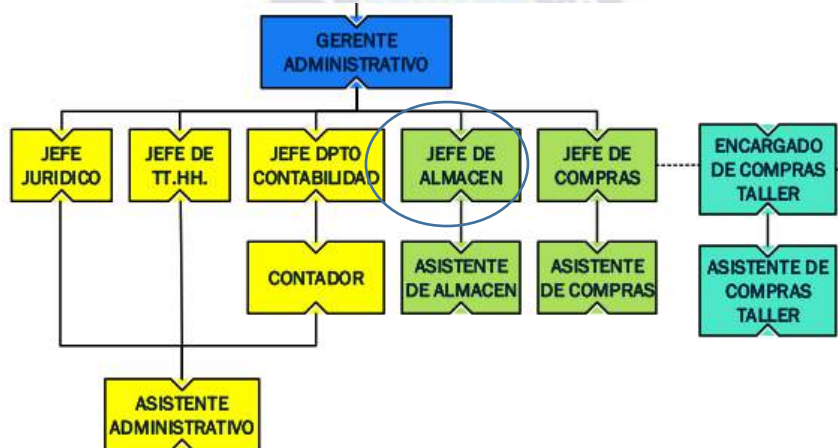 GERENTE
ADMINISTRATIVO
JEFE
JURIDICO
JEFE DE
TT.HH.
JEFE DPTO
CONTABILIDAD
JEFE DE
ALMACEN
JEFE DE
COMPRAS
ENCARGADO
DE COMPRAS
TALLER
CONTADOR
ASISTENTE
DE ALMACEN
ASISTENTE
DE COMPRAS
ASISTENTE DE
COMPRAS
TALLER
ASISTENTE
ADMINISTRATIVO